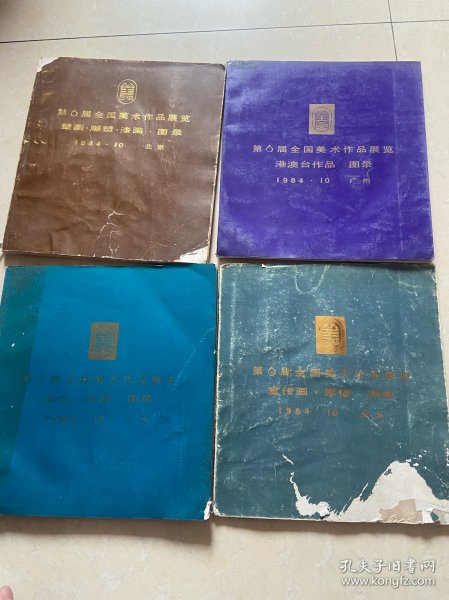 第6届全国美术作品展览
壁画·雕塑·漆画·图录
1984·10 北京
第6届全国美术作品展览
港澳台作品 图录
1984·10 广州
第6届全国美术作品展览
图录
10 广州
第6届全国美术作品展览
宣传画
1984·10
孔夫子旧书网
www.kongfz.com